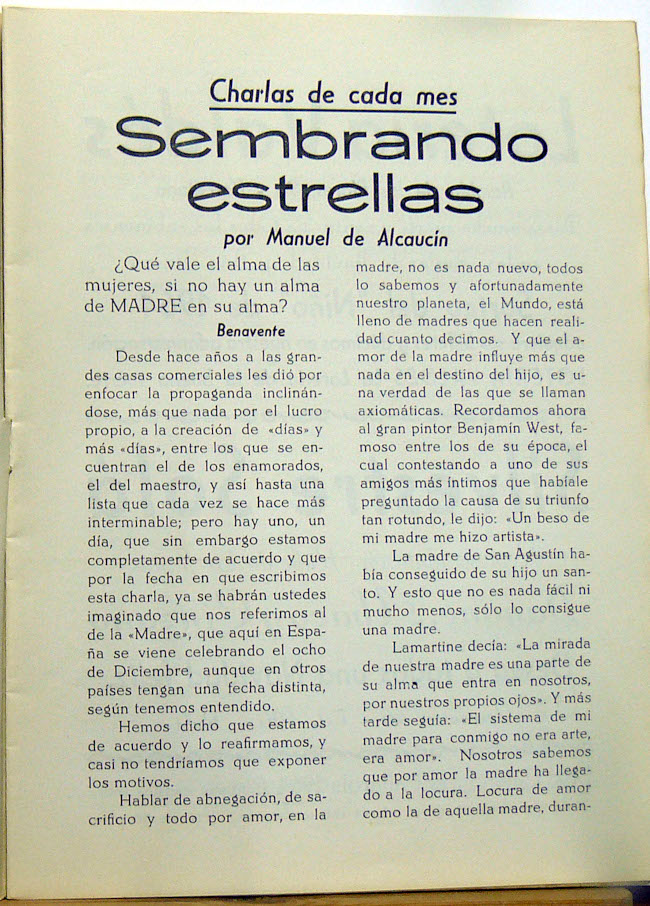 Charlas de cada mes
Sembrando
estrellas
por Manuel de Alcaucín
¿Qué vale el alma de las
mujeres, si no hay un alma
de MADRE en su alma?
Benavente
Desde hace años a las gran-
des casas comerciales les dió por
enfocar la propaganda inclinán-
dose, más que nada por el lucro
propio, a la creación de «días» y
más «días», entre los que se en-
cuentran el de los enamorados,
el del maestro, y así hasta una
lista que cada vez se hace más
interminable; pero hay uno, un
día, que sin embargo estamos
completamente de acuerdo y que
por la fecha en que escribimos
esta charla, ya se habrán ustedes
imaginado que nos referimos al
de la «Madre», que aquí en Espa-
ña se viene celebrando el ocho
de Diciembre, aunque en otros
países tengan una fecha distinta,
según tenemos entendido.
Hemos dicho que estamos
de acuerdo y lo reafirmamos, y
casi no tendríamos que exponer
los motivos.
Hablar de abnegación, de sa-
crificio y todo por amor, en la
madre, no es nada nuevo, todos
lo sabemos y afortunadamente
nuestro planeta, el Mundo, está
lleno de madres que hacen reali-
dad cuanto decimos. Y que el a-
mor de la madre influye más que
nada en el destino del hijo, es u-
na verdad de las que se llaman
axiomáticas. Recordamos ahora
al gran pintor Benjamín West, fa-
moso entre los de su época, el
cual contestando a uno de sus
amigos más íntimos que habíale
preguntado la causa de su triunfo
tan rotundo, le dijo: «Un beso de
mi madre me hizo artista».
La madre de San Agustín ha-
bía conseguido de su hijo un san-
to. Y esto que no es nada fácil ni
mucho menos, sólo lo consigue
una madre.
Lamartine decía: «La mirada
de nuestra madre es una parte de
su alma que entra en nosotros,
por nuestros propios ojos». Y más
tarde seguía: «El sistema de mi
madre para conmigo no era arte,
era amor». Nosotros sabemos
que por amor la madre ha llega-
do a la locura. Locura de amor
como la de aquella madre, duran-